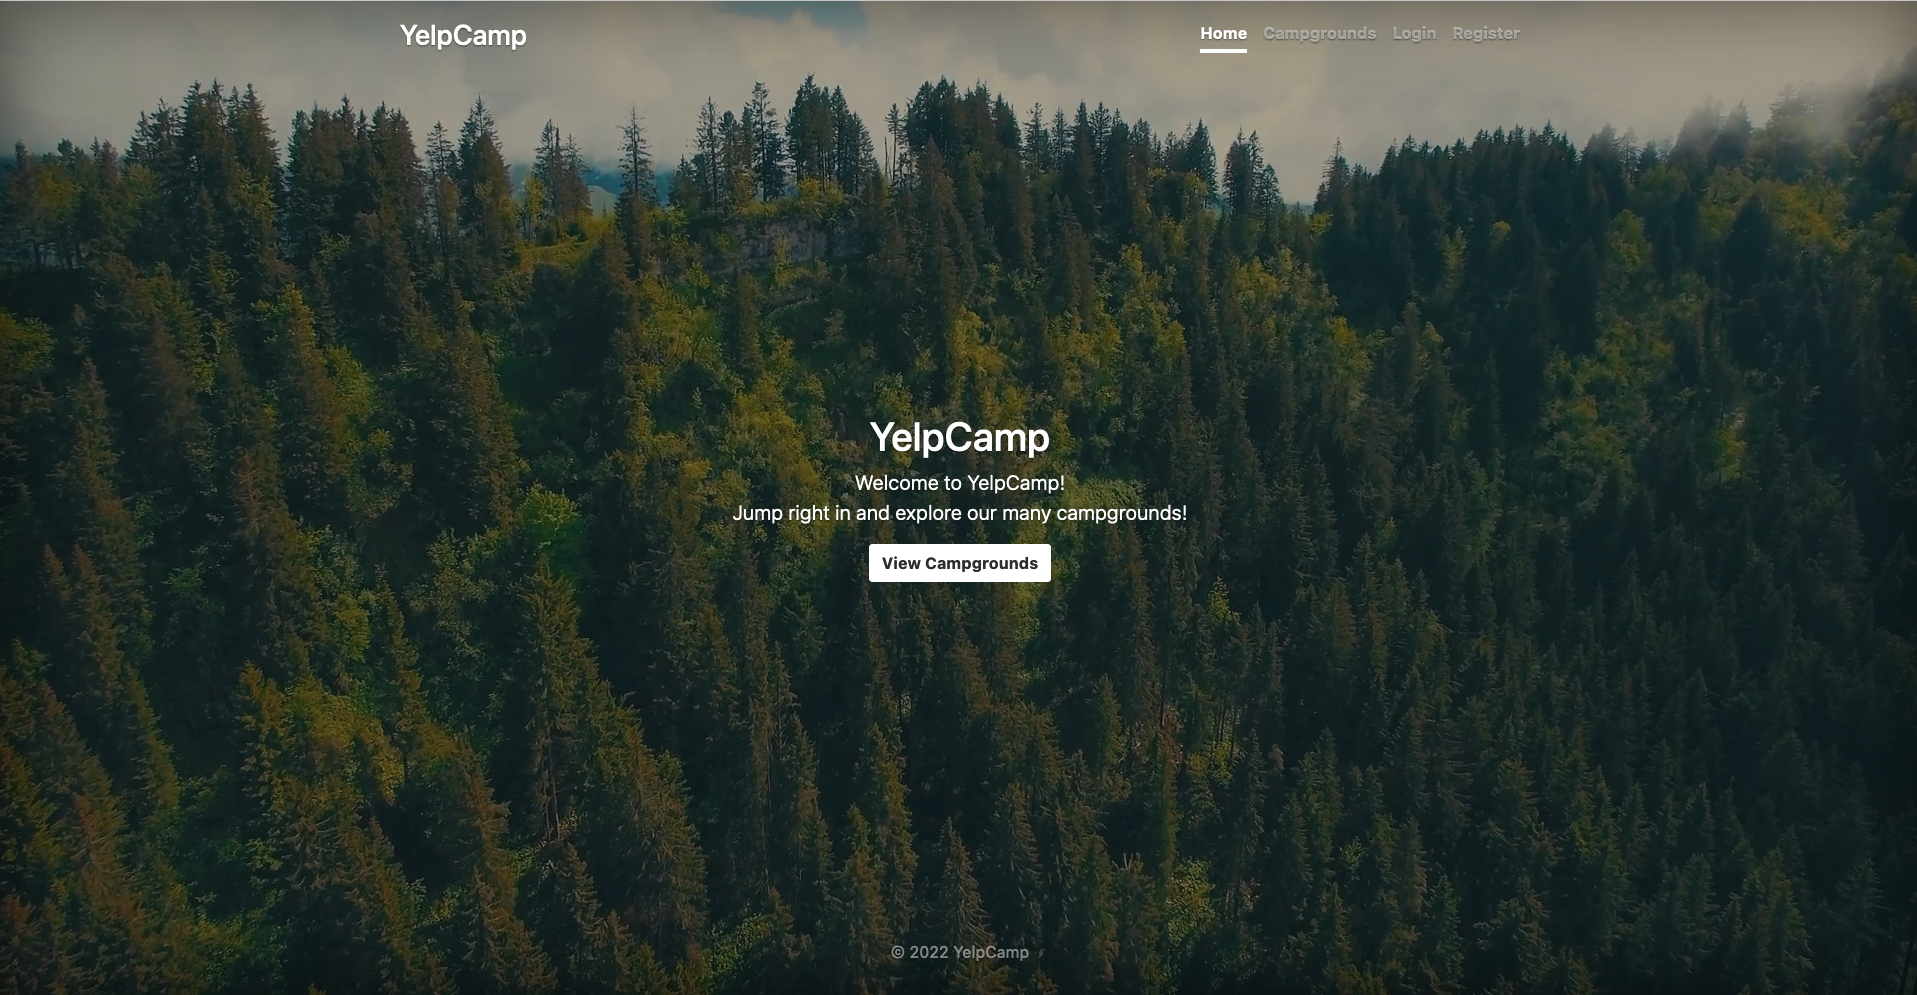 YelpCamp
Home Campgrounds Login Register
YelpCamp
Welcome to YelpCamp!
Jump right in and explore our many campgrounds!
View Campgrounds
© 2022 YelpCamp